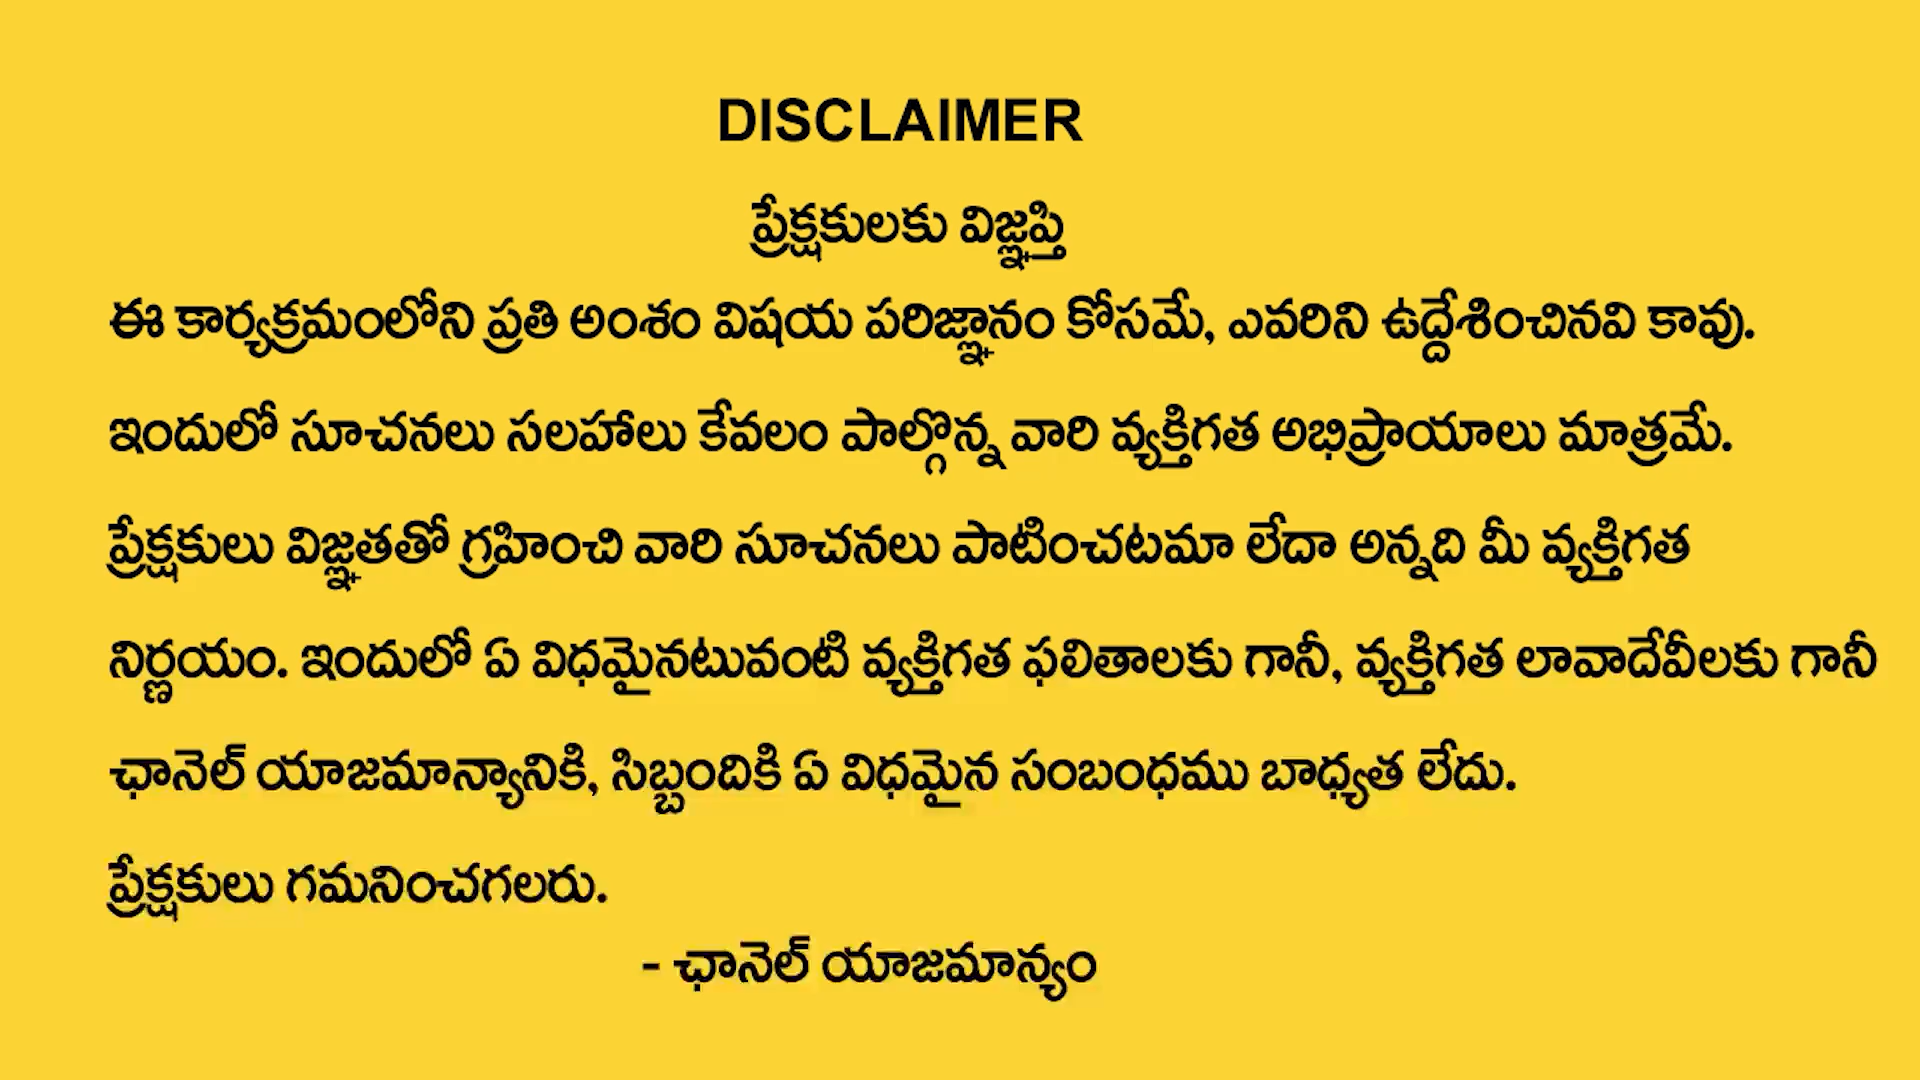 DISCLAIMER
ప్రేక్షకులకు విజ్ఞప్తి
ఈ కార్యక్రమంలోని ప్రతి అంశం విషయ పరిజ్ఞానం కోసమే, ఎవరిని ఉద్దేశించినవి కావు.
ఇందులో సూచనలు సలహాలు కేవలం పాల్గొన్న వారి వ్యక్తిగత అభిప్రాయాలు మాత్రమే.
ప్రేక్షకులు విజ్ఞతతో గ్రహించి వారి సూచనలు పాటించటమా లేదా అన్నది మీ వ్యక్తిగత
నిర్ణయం. ఇందులో ఏ విధమైనటువంటి వ్యక్తిగత ఫలితాలకు గానీ, వ్యక్తిగత లావాదేవీలకు గానీ
ఛానెల్ యాజమాన్యానికి, సిబ్బందికి ఏ విధమైన సంబంధము బాధ్యత లేదు.
ప్రేక్షకులు గమనించగలరు.
- ఛానెల్ యాజమాన్యం